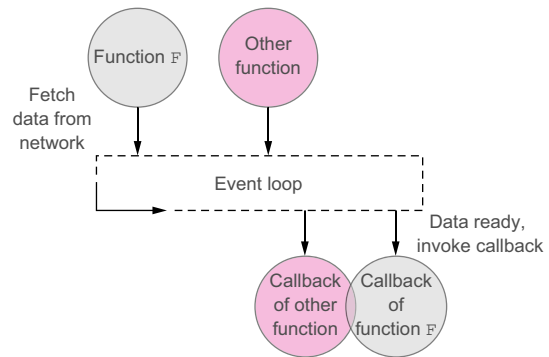 Function F
Other
function
Fetch
data from
network
Event loop
Data ready,
invoke callback
Callback
of other
function
Callback
of
function F